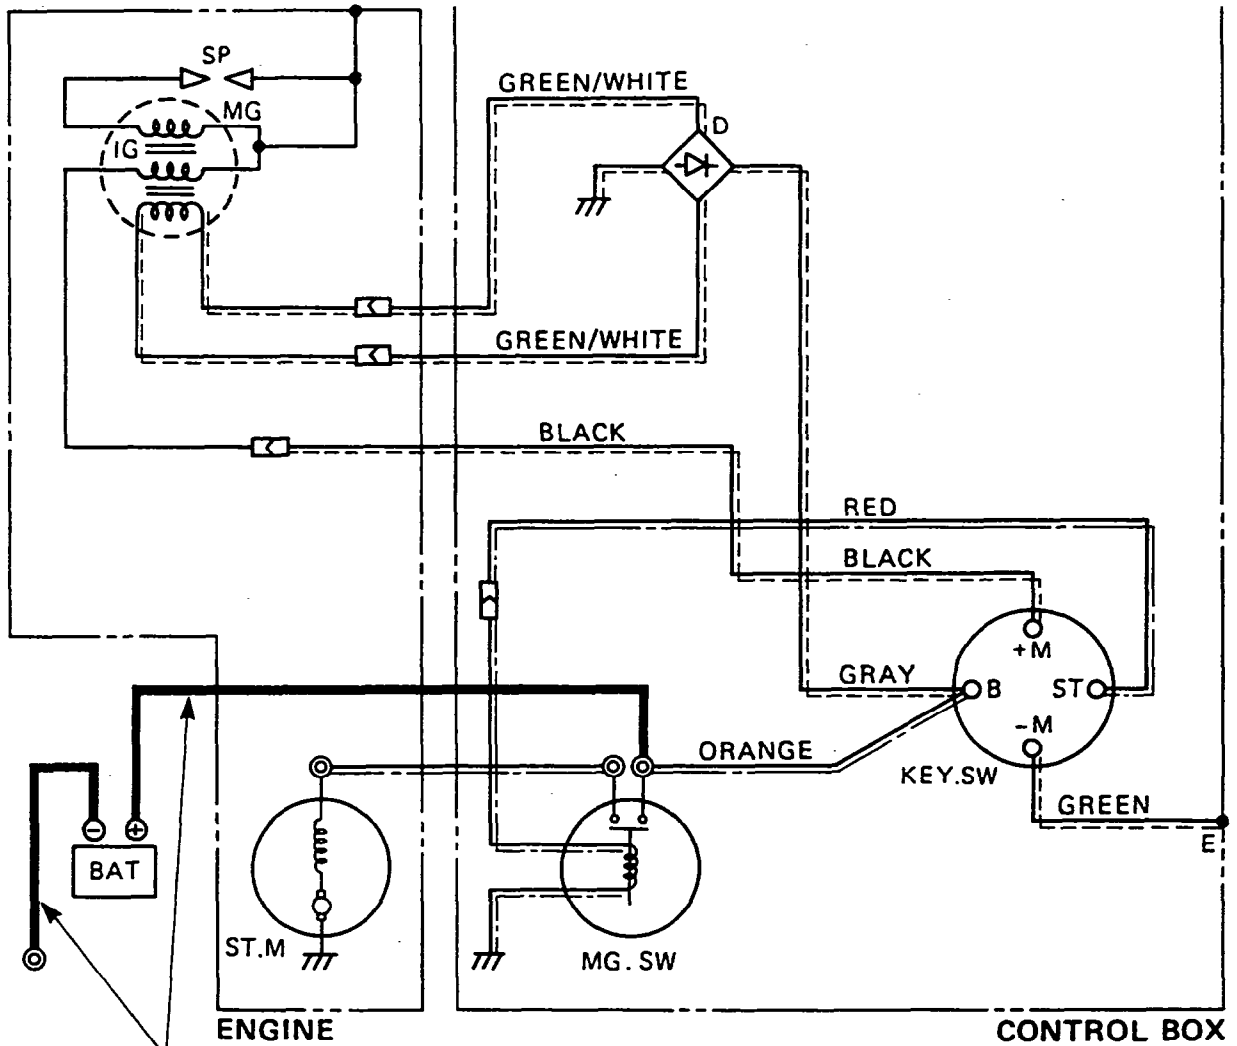 SP
GREEN/WHITE
MG
D
IG
GREEN/WHITE
BLACK
RED
BLACK
+M
GRAY
B
ST
-M
ORANGE
KEY.SW
GREEN
E
- +
BAT
ST.M
MG. SW
ENGINE
CONTROL BOX